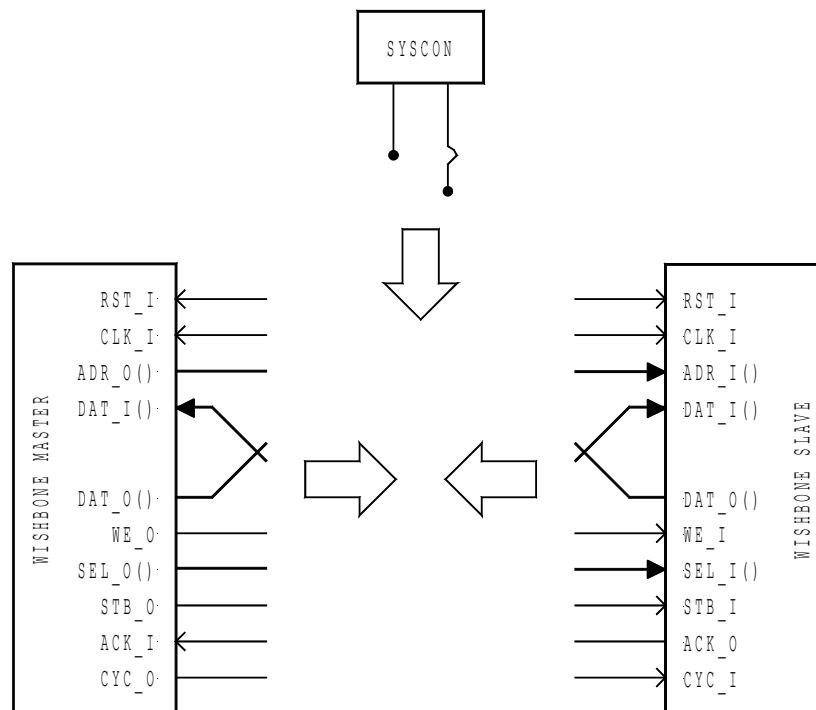 SYSCON
WISHBONE MASTER
RST_I
CLK_I
ADR_O()
DAT_I()
DAT_O()
WE_O
SEL_O()
STB_O
ACK_I
CYC_O
RST_I
CLK_I
ADR_I()
DAT_I()
DAT_O()
WE_I
SEL_I()
STB_I
ACK_O
CYC_I
WISHBONE SLAVE